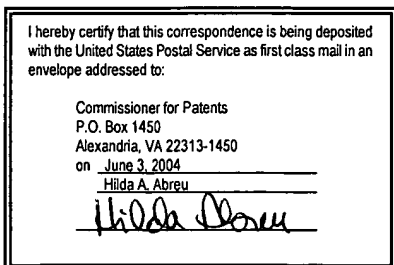 I hereby certify that this correspondence is being deposited
with the United States Postal Service as first class mail in an
envelope addressed to:
Commissioner for Patents
P.O. Box 1450
Alexandria, VA 22313-1450
on June 3, 2004
Hilda A. Abreu
Hilda Abreu